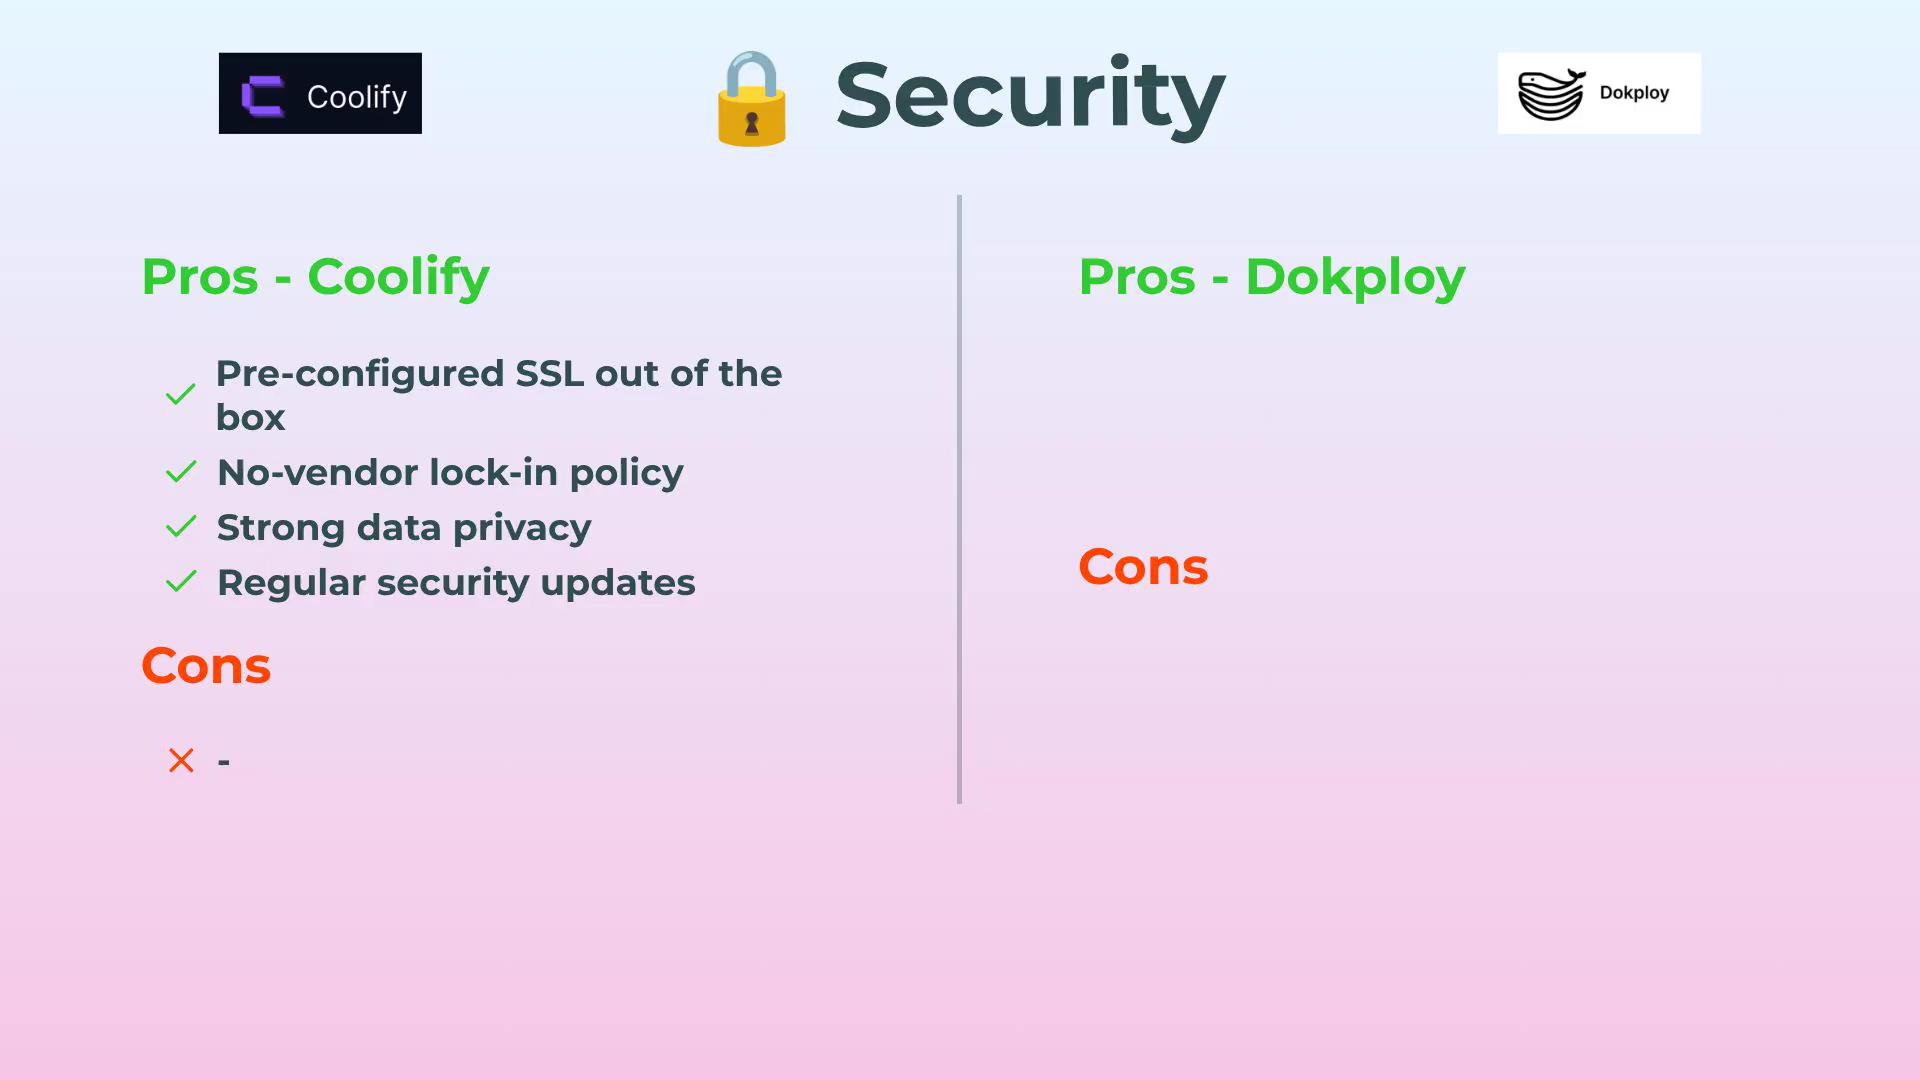 Coolify
Security
Dokploy
Pros - Coolify
Pre-configured SSL out of the
box
No-vendor lock-in policy
Strong data privacy
Regular security updates
Cons
-
Pros - Dokploy
Cons